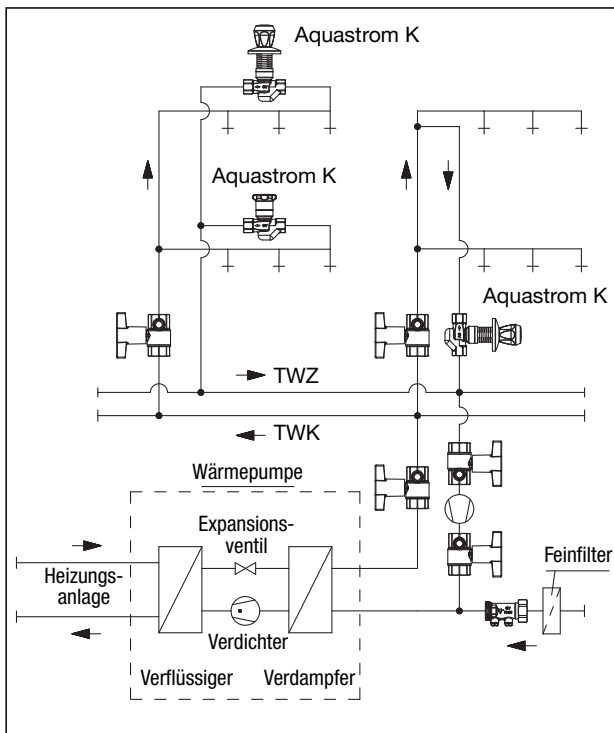 Aquastrom K
Aquastrom K
Aquastrom K
TWZ
TWK
Wärmepumpe
Expansions-
ventil
Heizungs-
anlage
Verdichter
Verflüssiger
Verdampfer
Feinfilter